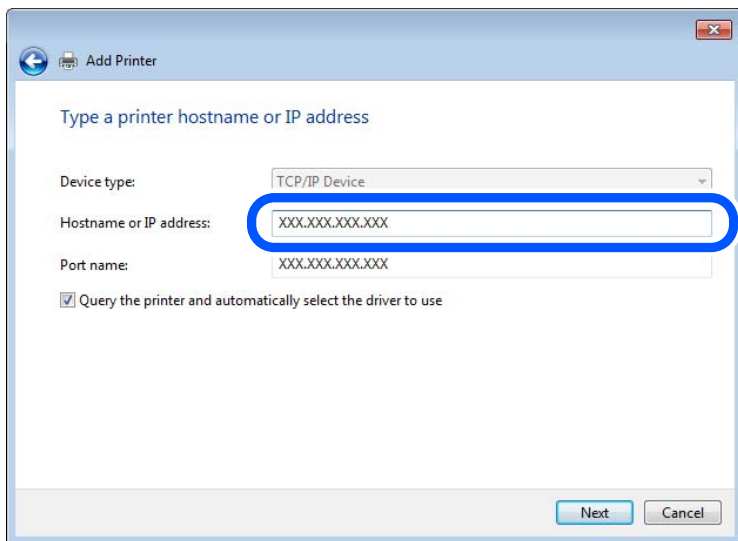 Add Printer
Type a printer hostname or IP address
Device type: TCP/IP Device
Hostname or IP address: XXX.XXX.XXX.XXX
Port name: XXX.XXX.XXX.XXX
Query the printer and automatically select the driver to use
Next Cancel